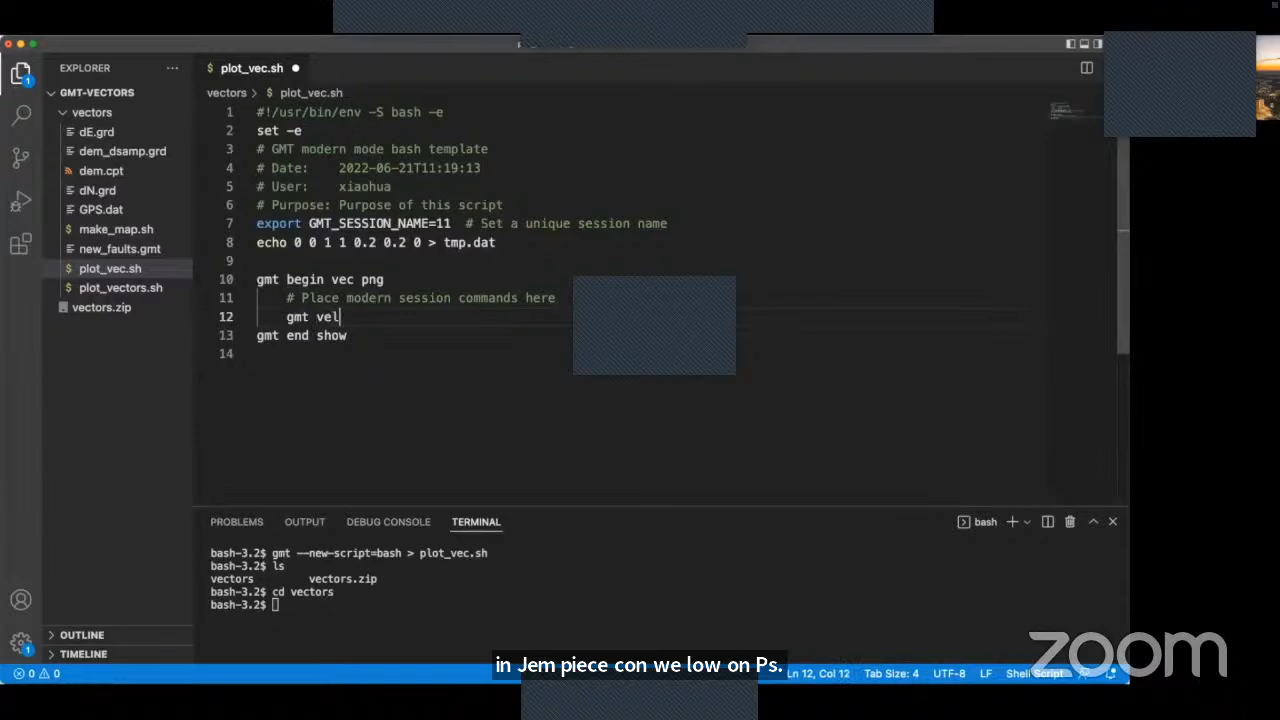 EXPLORER
plot_vec.sh
GMT-VECTORS
vectors
dE.grd
dem_dsamp.grd
dem.cpt
dN.grd
GPS.dat
make_map.sh
new_faults.gmt
plot_vec.sh
plot_vectors.sh
vectors.zip
OUTLINE
TIMELINE
vectors > $ plot_vec.sh
1 #!/usr/bin/env -S bash -e
2 set -e
3 # GMT modern mode bash template
4 # Date: 2022-06-21T11:19:13
5 # User: xiaohua
6 # Purpose: Purpose of this script
7 export GMT_SESSION_NAME=11 # Set a unique session name
8 echo 0 0 1 1 0.2 0.2 0 > tmp.dat
9
10 gmt begin vec png
11 # Place modern session commands here
12 gmt vel
13 gmt end show
14
PROBLEMS OUTPUT DEBUG CONSOLE TERMINAL
bash
bash-3.2$ gmt --new-script=bash > plot_vec.sh
bash-3.2$ ls
vectors vectors.zip
bash-3.2$ cd vectors
bash-3.2$
zoom
in Jem piece con we low on Ps.
0 0 Ln 12, Col 12 Tab Size: 4 UTF-8 LF Shell Script